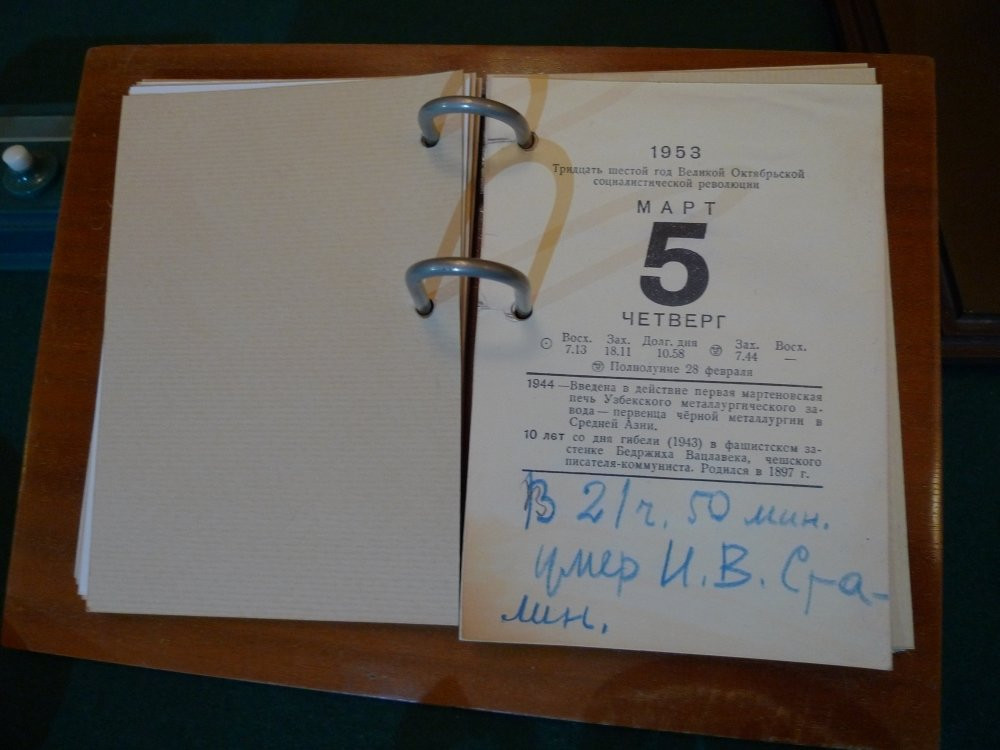 1953
Тридцать шестой год Великой Октябрьской
социалистической революции
МАРТ
5
ЧЕТВЕРГ
Восх. Зах. Долг. дня Зах. Восх.
7.13 18.11 10.58 7.44 —
Полнолуние 28 февраля
1944 — Введена в действие первая мартеновская
печь Узбекского металлургического за-
вода — первенца чёрной металлургии в
Средней Азии.
10 лет со дня гибели (1943) в фашистском за-
стенке Бедржиха Вацлавека, чешского
писателя-коммуниста. Родился в 1897 г.
В 21 ч. 50 мин.
умер И. В. Ста-
лин.